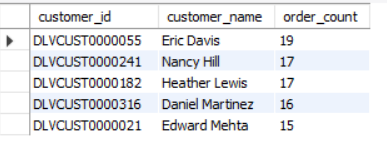 customer_id customer_name order_count
DLVCUST0000055 Eric Davis 19
DLVCUST0000241 Nancy Hill 17
DLVCUST0000182 Heather Lewis 17
DLVCUST0000316 Daniel Martinez 16
DLVCUST0000021 Edward Mehta 15